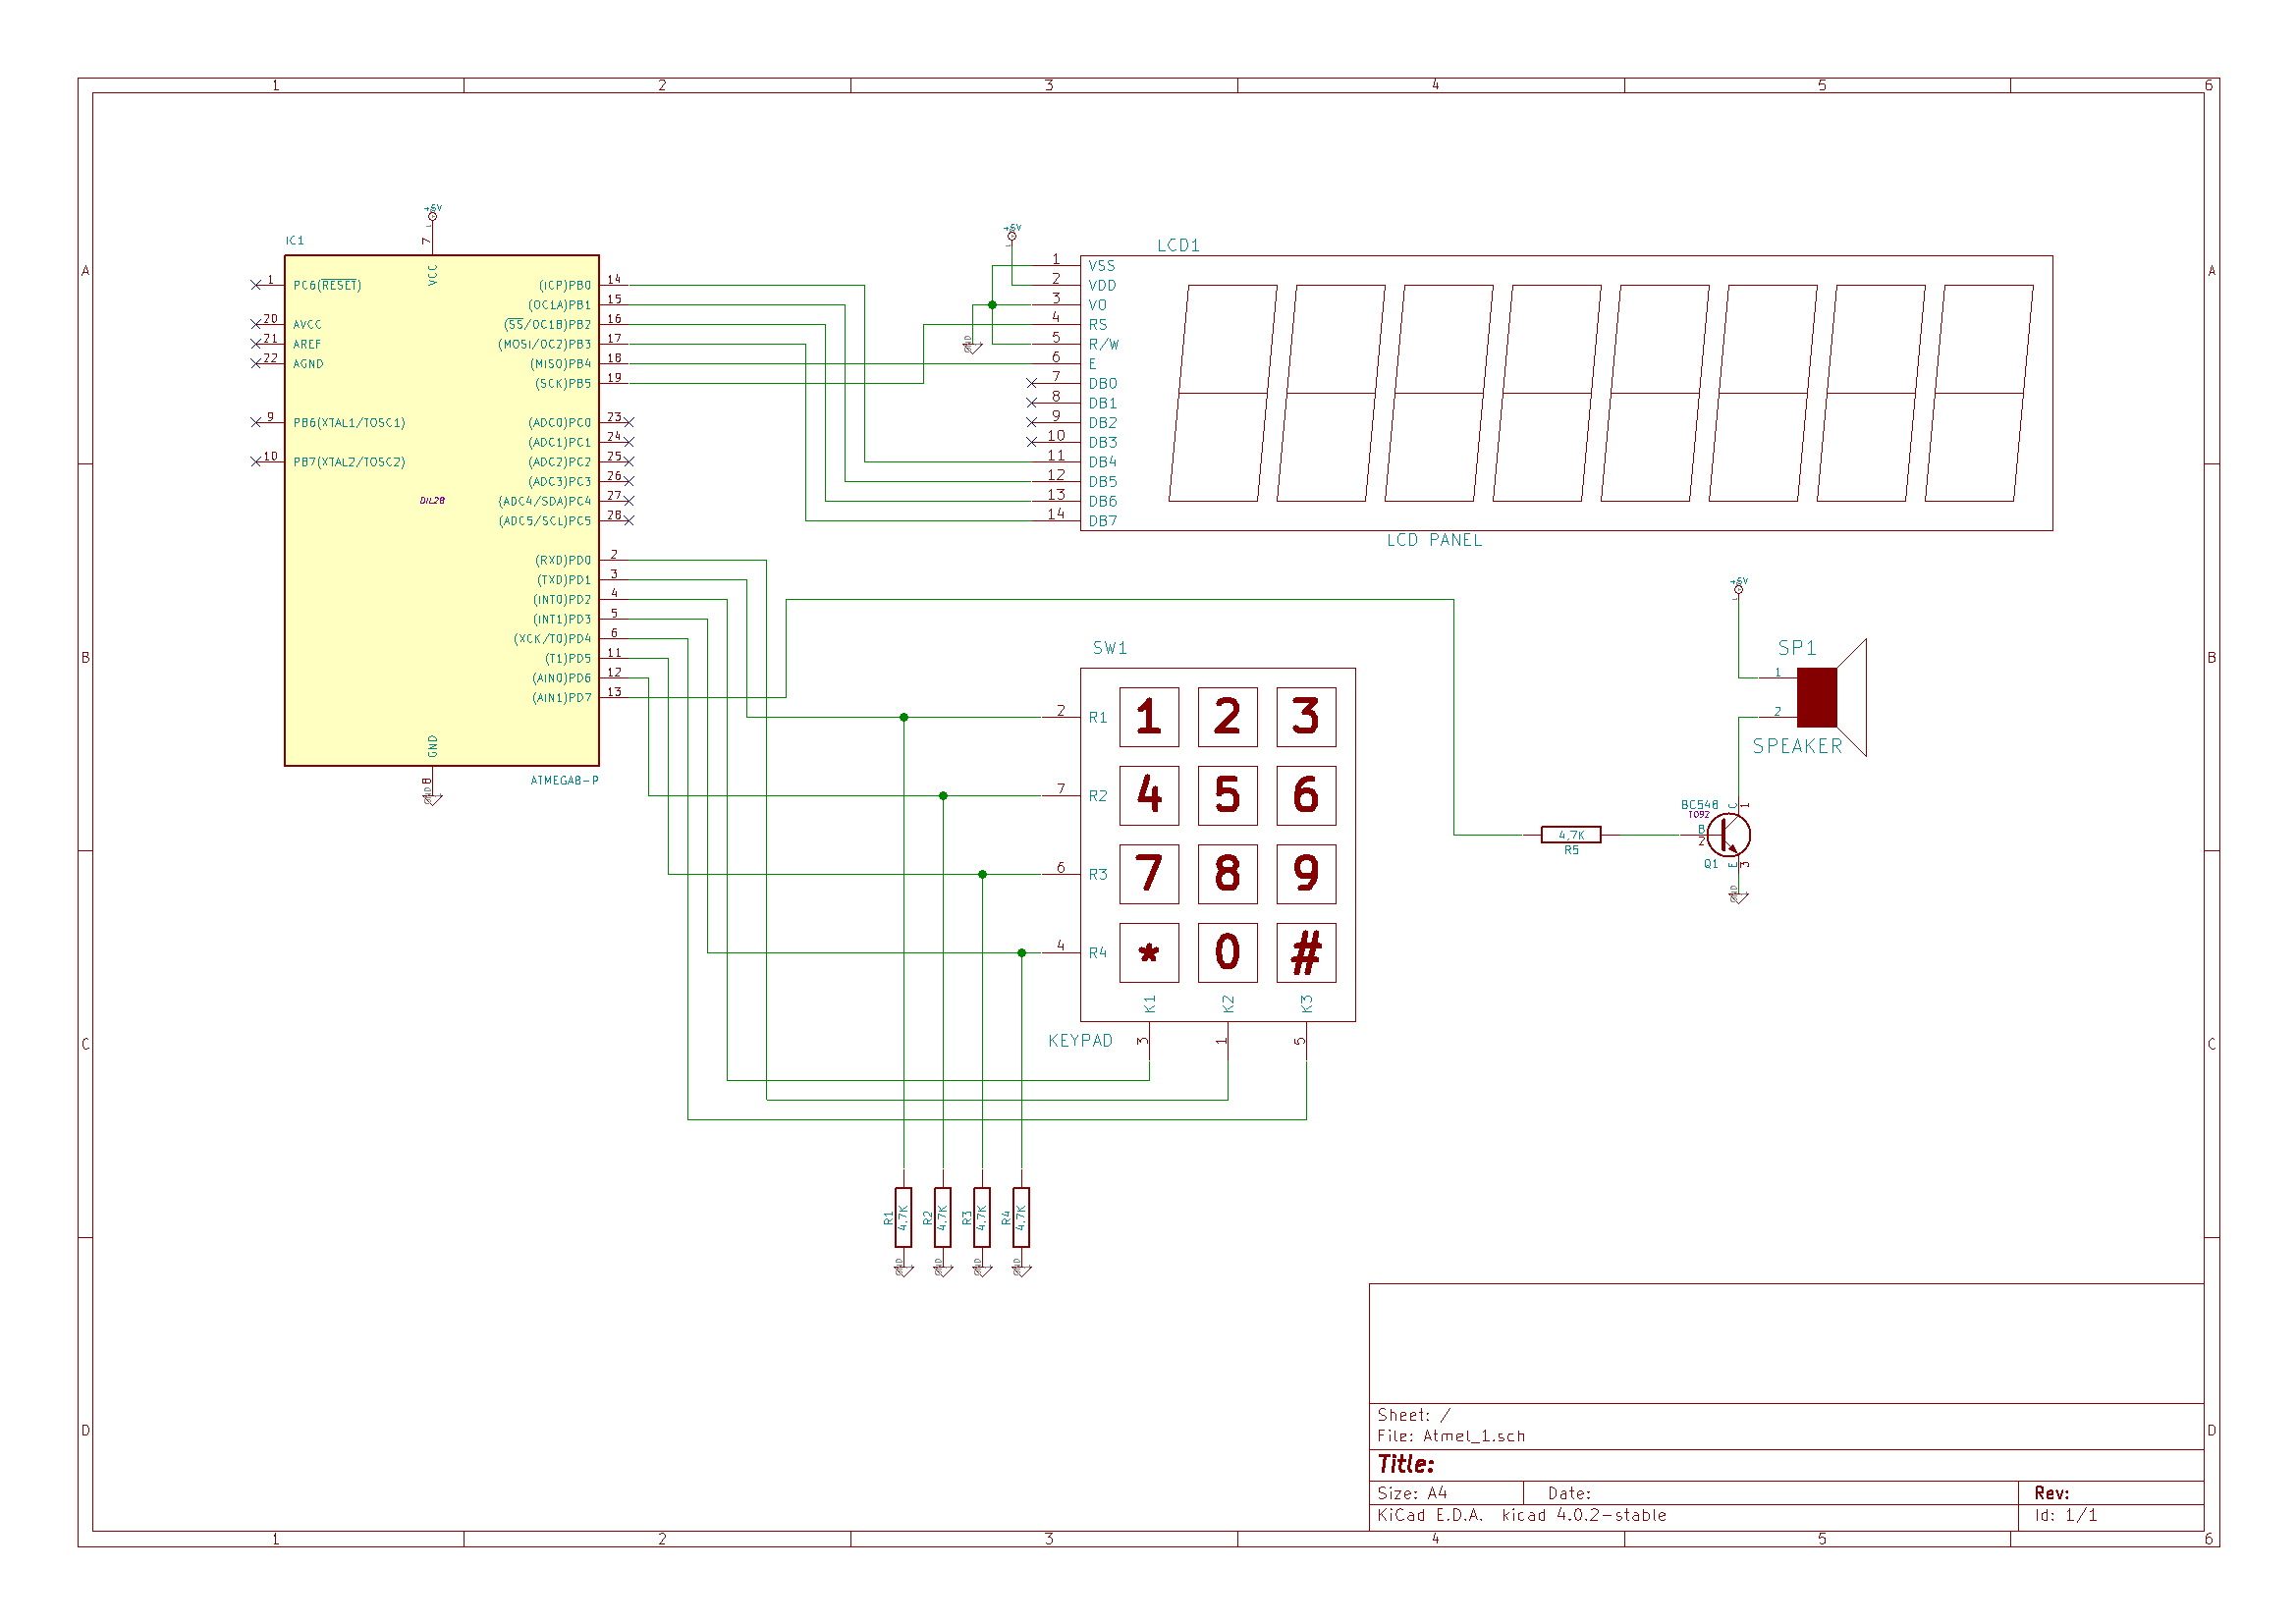 1 2 3 4 5 6
A A
B B
C C
D D
1 2 3 4 5 6
+5V
1
7
VCC
IC1
1 PC6(RESET)
20 AVCC
21 AREF
22 AGND
9 PB6(XTAL1/TOSC1)
10 PB7(XTAL2/TOSC2)
DIL28
(ICP)PB0 14
(OC1A)PB1 15
(SS/OC1B)PB2 16
(MOSI/OC2)PB3 17
(MISO)PB4 18
(SCK)PB5 19
(ADC0)PC0 23
(ADC1)PC1 24
(ADC2)PC2 25
(ADC3)PC3 26
(ADC4/SDA)PC4 27
(ADC5/SCL)PC5 28
(RXD)PD0 2
(TXD)PD1 3
(INT0)PD2 4
(INT1)PD3 5
(XCK/T0)PD4 6
(T1)PD5 11
(AIN0)PD6 12
(AIN1)PD7 13
GND
8
GND
ATMEGA8-P
+5V
1
GND
LCD1
1 VSS
2 VDD
3 VO
4 RS
5 R/W
6 E
7 DB0
8 DB1
9 DB2
10 DB3
11 DB4
12 DB5
13 DB6
14 DB7
LCD PANEL
SW1
2 R1 1 2 3
7 R2 4 5 6
6 R3 7 8 9
4 R4 * 0 #
K1 K2 K3
3 1 5
KEYPAD
+5V
1
SP1
1
2
SPEAKER
BC548
TO92
C 1
B
2
Q1
E 3
GND
4,7K
R5
R1 4,7K
R2 4,7K
R3 4,7K
R4 4,7K
GND GND GND GND
Sheet: /
File: Atmel_1.sch
Title:
Size: A4 Date: Rev:
KiCad E.D.A. kicad 4.0.2-stable Id: 1/1